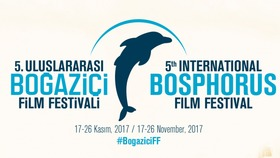 5. ULUSLARARASI
BOĞAZİÇİ
FİLM FESTİVALİ
5th INTERNATIONAL
BOSPHORUS
FILM FESTIVAL
17-26 Kasım, 2017 / 17-26 November, 2017
#BogaziciFF